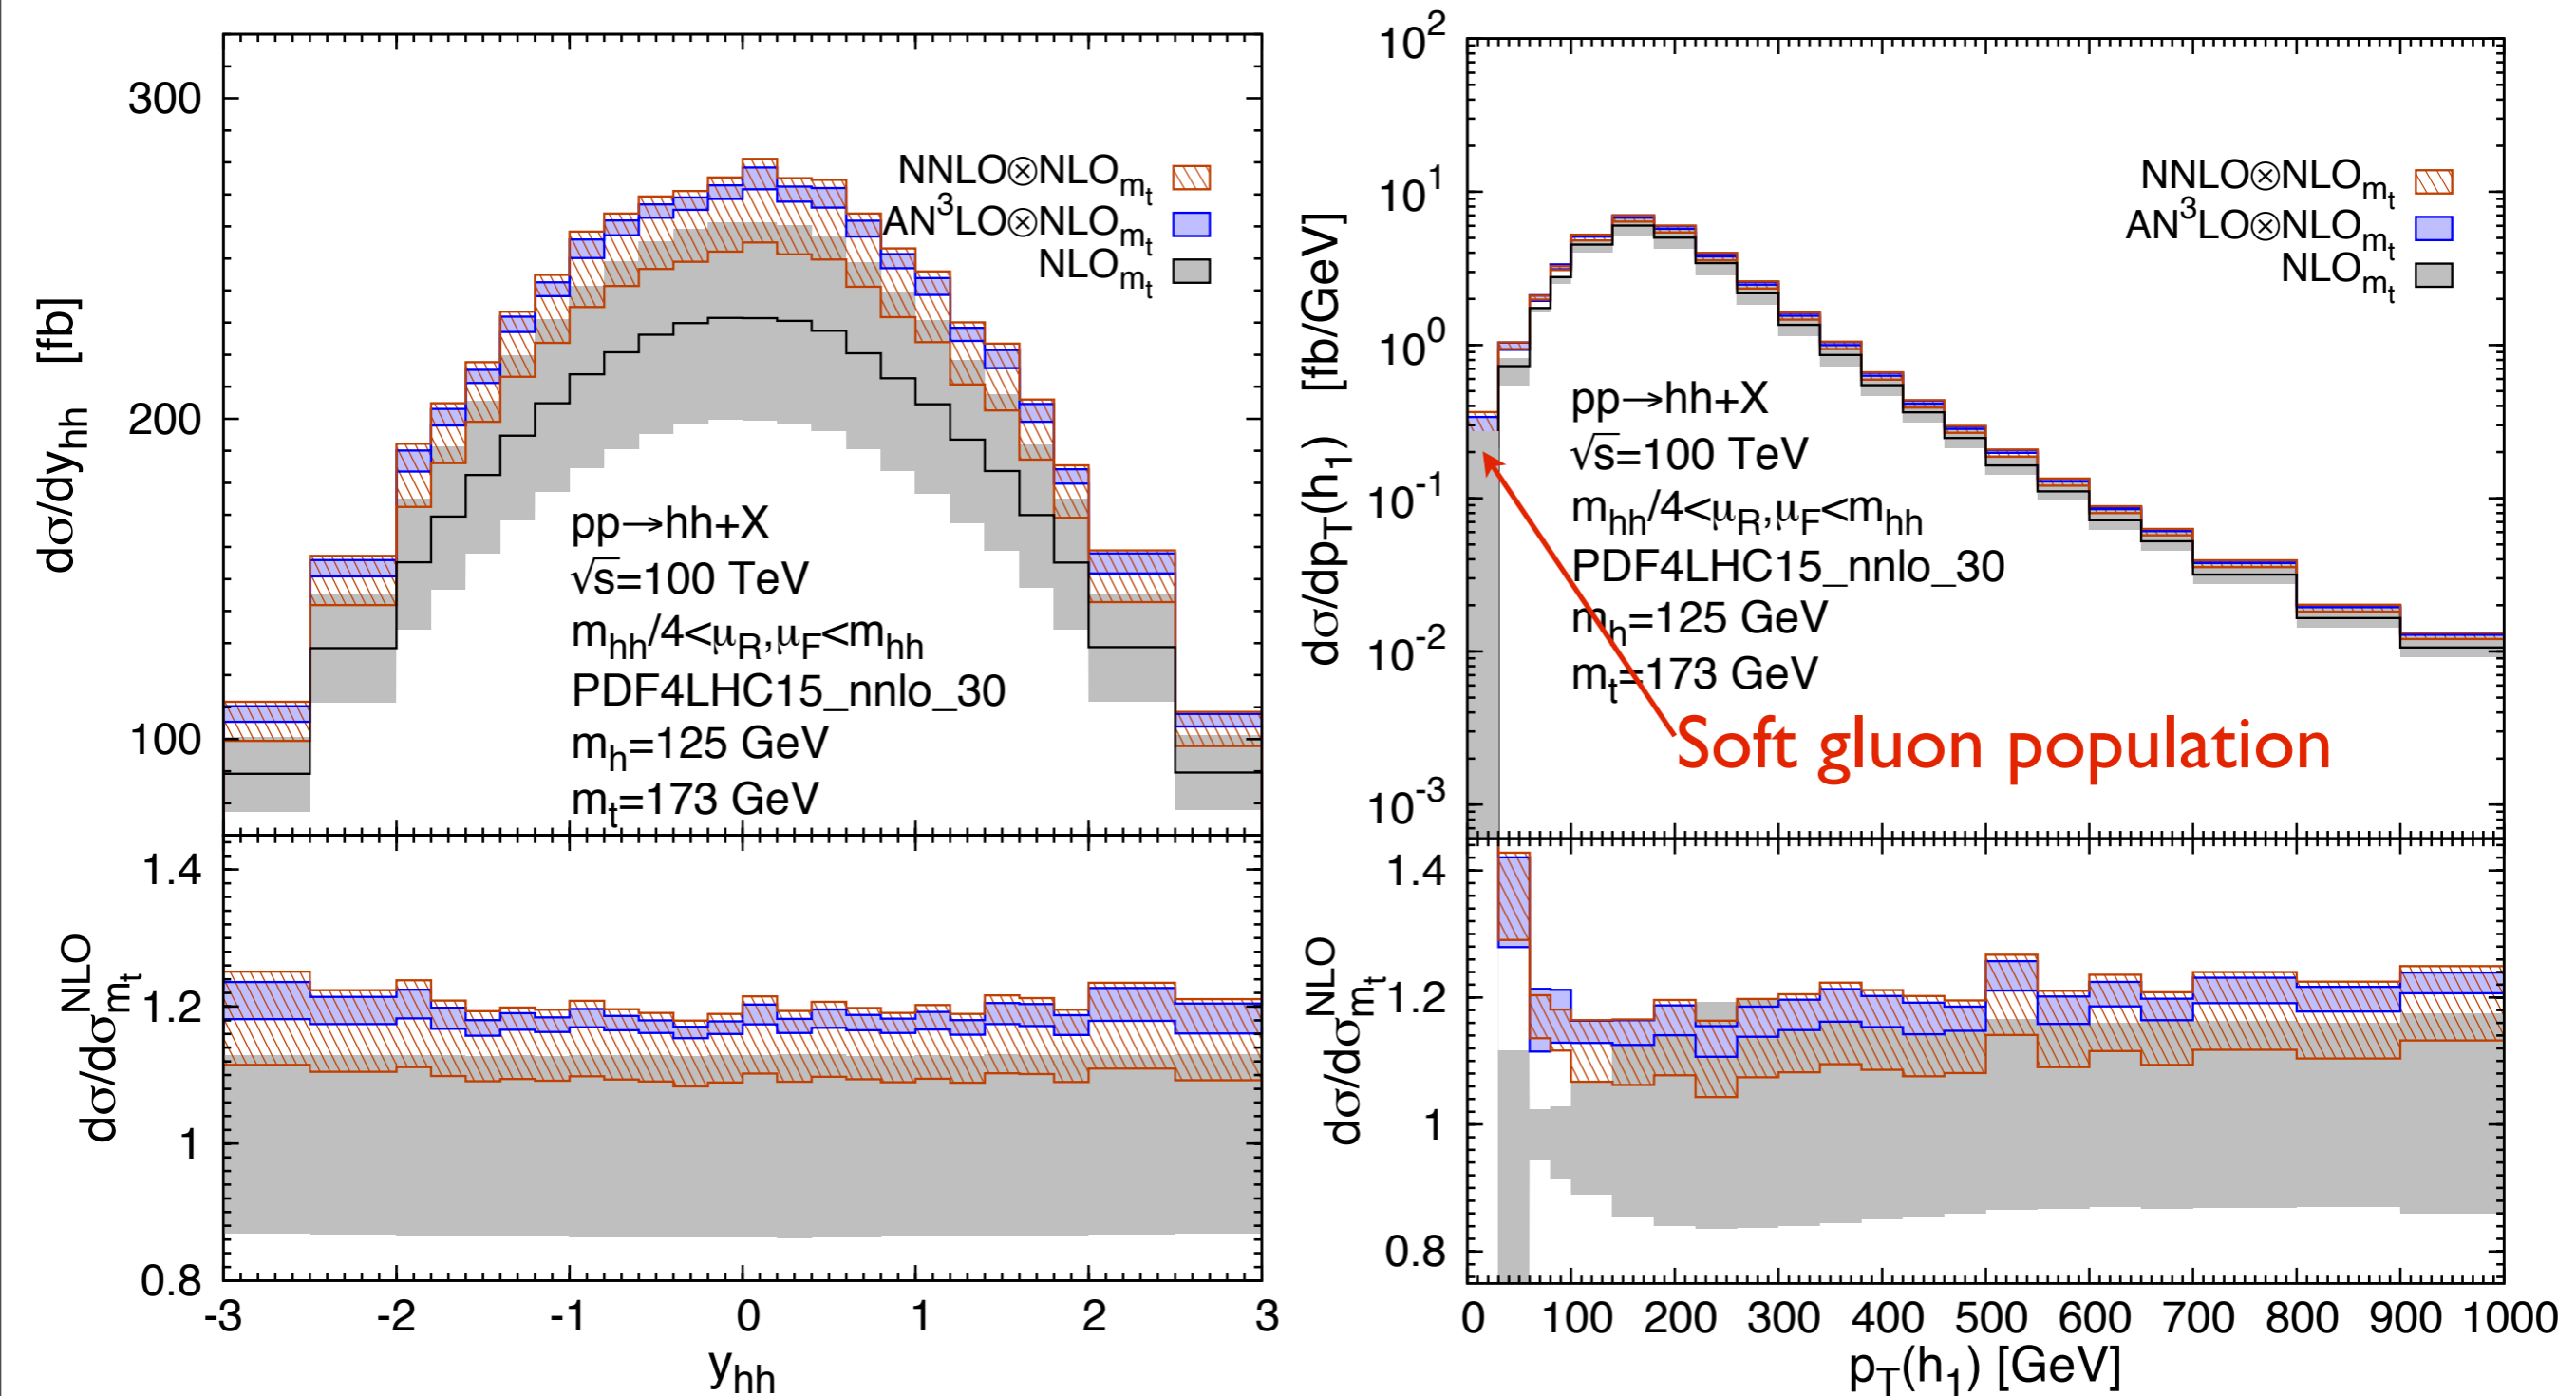 300
200
100
dσ/dy_hh [fb]
NNLO⊗NLO_mt
AN³LO⊗NLO_mt
NLO_mt
pp→hh+X
√s=100 TeV
m_hh/4<μ_R,μ_F<m_hh
PDF4LHC15_nnlo_30
m_h=125 GeV
m_t=173 GeV
1.4
1.2
1
0.8
dσ/dσ^NLO_mt
-3 -2 -1 0 1 2 3
y_hh
10²
10¹
10⁰
10⁻¹
10⁻²
10⁻³
dσ/dp_T(h₁) [fb/GeV]
NNLO⊗NLO_mt
AN³LO⊗NLO_mt
NLO_mt
pp→hh+X
√s=100 TeV
m_hh/4<μ_R,μ_F<m_hh
PDF4LHC15_nnlo_30
m_h=125 GeV
m_t=173 GeV
Soft gluon population
1.4
1.2
1
0.8
dσ/dσ^NLO_mt
0 100 200 300 400 500 600 700 800 900 1000
p_T(h₁) [GeV]